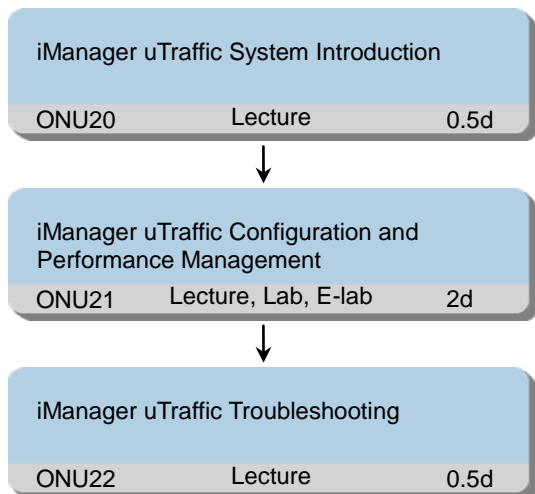 iManager uTraffic System Introduction
ONU20 Lecture 0.5d
iManager uTraffic Configuration and
Performance Management
ONU21 Lecture, Lab, E-lab 2d
iManager uTraffic Troubleshooting
ONU22 Lecture 0.5d